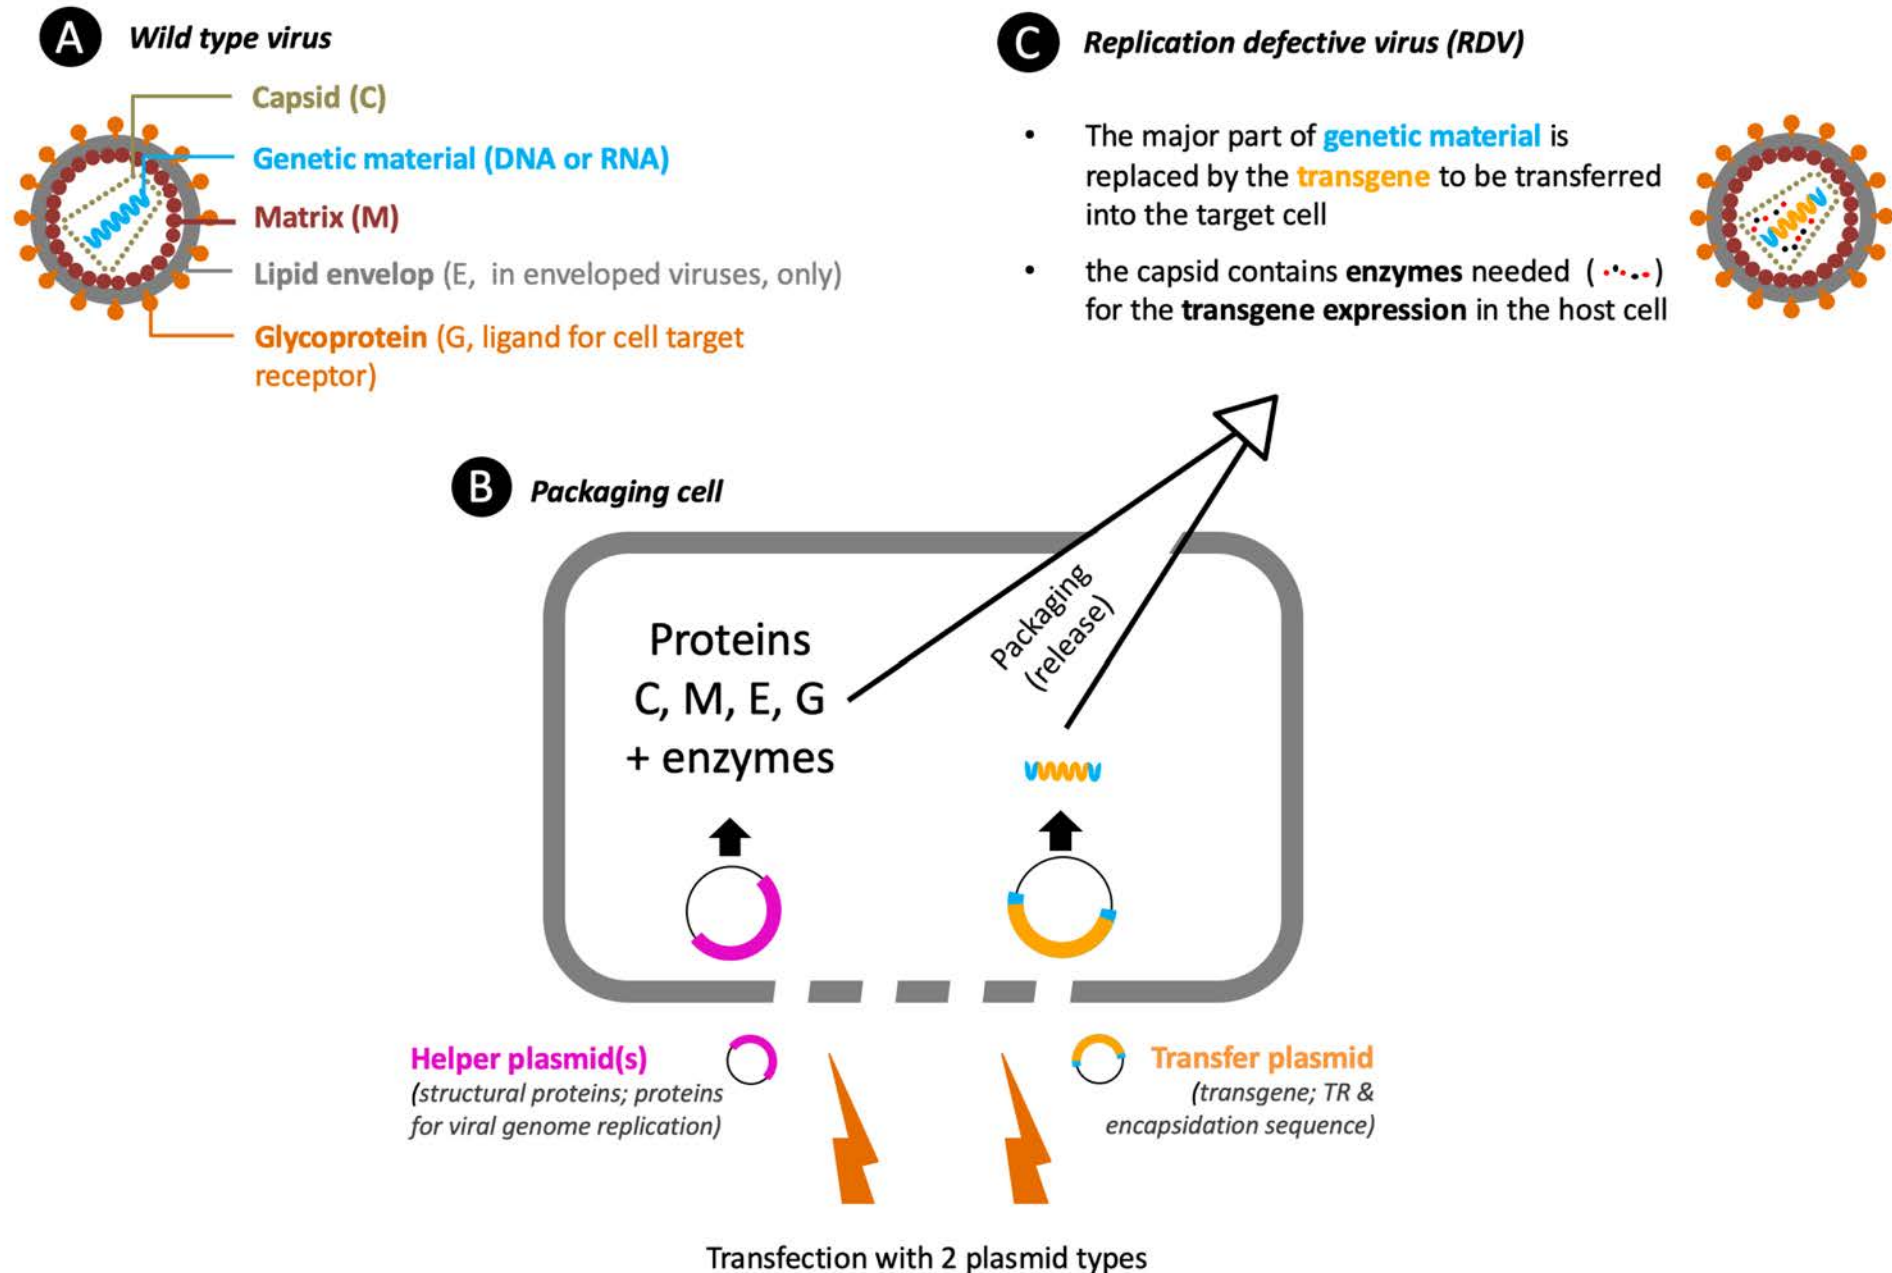 A Wild type virus
Capsid (C)
Genetic material (DNA or RNA)
Matrix (M)
Lipid envelop (E, in enveloped viruses, only)
Glycoprotein (G, ligand for cell target
receptor)
C Replication defective virus (RDV)
• The major part of genetic material is
replaced by the transgene to be transferred
into the target cell
• the capsid contains enzymes needed ( )
for the transgene expression in the host cell
B Packaging cell
Proteins
C, M, E, G
+ enzymes
Packaging
(release)
Helper plasmid(s)
(structural proteins; proteins
for viral genome replication)
Transfer plasmid
(transgene; TR &
encapsidation sequence)
Transfection with 2 plasmid types